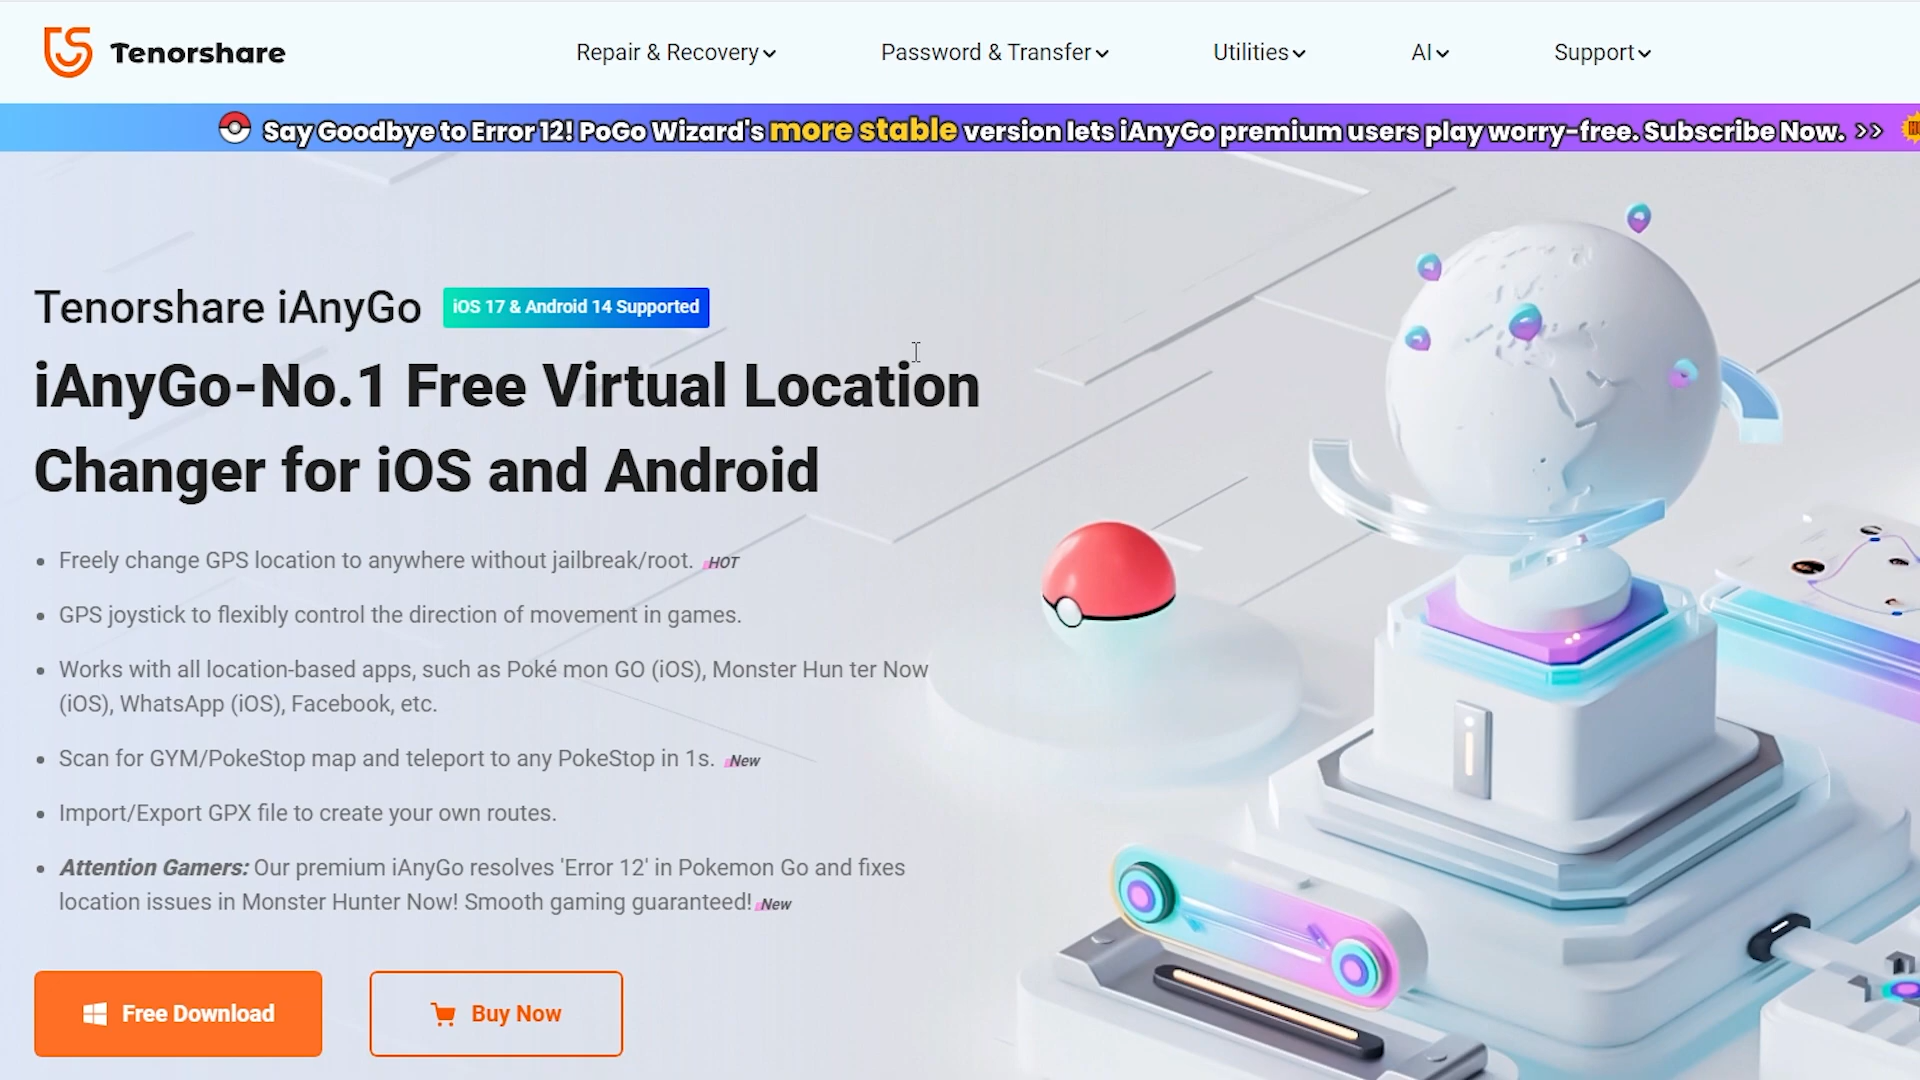 Tenorshare
Repair & Recovery
Password & Transfer
Utilities
AI
Support
Say Goodbye to Error 12! PoGo Wizard's more stable version lets iAnyGo premium users play worry-free. Subscribe Now. >>
Tenorshare iAnyGo
iOS 17 & Android 14 Supported
iAnyGo-No.1 Free Virtual Location
Changer for iOS and Android
Freely change GPS location to anywhere without jailbreak/root. HOT
GPS joystick to flexibly control the direction of movement in games.
Works with all location-based apps, such as Poké mon GO (iOS), Monster Hun ter Now
(iOS), WhatsApp (iOS), Facebook, etc.
Scan for GYM/PokeStop map and teleport to any PokeStop in 1s. New
Import/Export GPX file to create your own routes.
Attention Gamers: Our premium iAnyGo resolves 'Error 12' in Pokemon Go and fixes
location issues in Monster Hunter Now! Smooth gaming guaranteed! New
Free Download
Buy Now